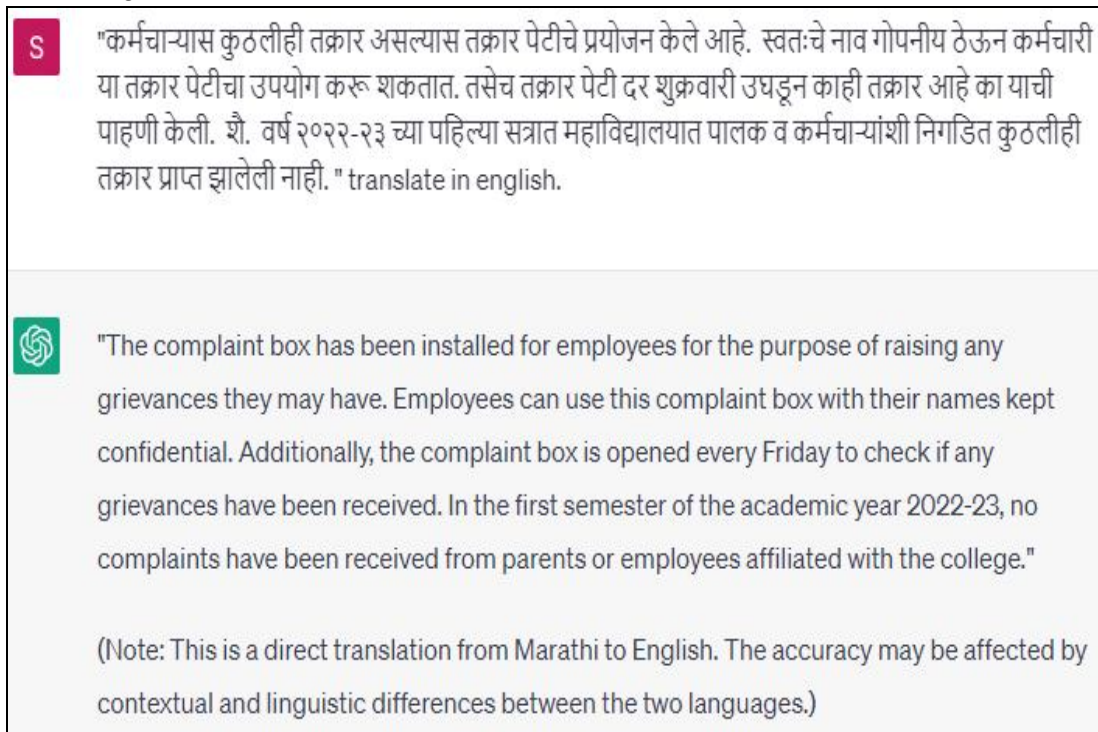 S
"कर्मचाऱ्यास कुठलीही तक्रार असल्यास तक्रार पेटीचे प्रयोजन केले आहे. स्वतःचे नाव गोपनीय ठेऊन कर्मचारी
या तक्रार पेटीचा उपयोग करू शकतात. तसेच तक्रार पेटी दर शुक्रवारी उघडून काही तक्रार आहे का याची
पाहणी केली. शै. वर्ष २०२२-२३ च्या पहिल्या सत्रात महाविद्यालयात पालक व कर्मचाऱ्यांशी निगडित कुठलीही
तक्रार प्राप्त झालेली नाही. " translate in english.
"The complaint box has been installed for employees for the purpose of raising any
grievances they may have. Employees can use this complaint box with their names kept
confidential. Additionally, the complaint box is opened every Friday to check if any
grievances have been received. In the first semester of the academic year 2022-23, no
complaints have been received from parents or employees affiliated with the college."
(Note: This is a direct translation from Marathi to English. The accuracy may be affected by
contextual and linguistic differences between the two languages.)